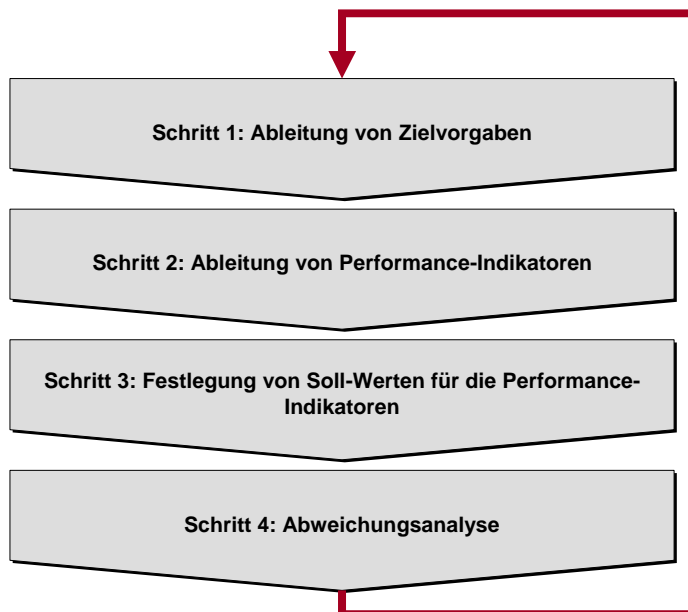 Schritt 1: Ableitung von Zielvorgaben
Schritt 2: Ableitung von Performance-Indikatoren
Schritt 3: Festlegung von Soll-Werten für die Performance-
Indikatoren
Schritt 4: Abweichungsanalyse